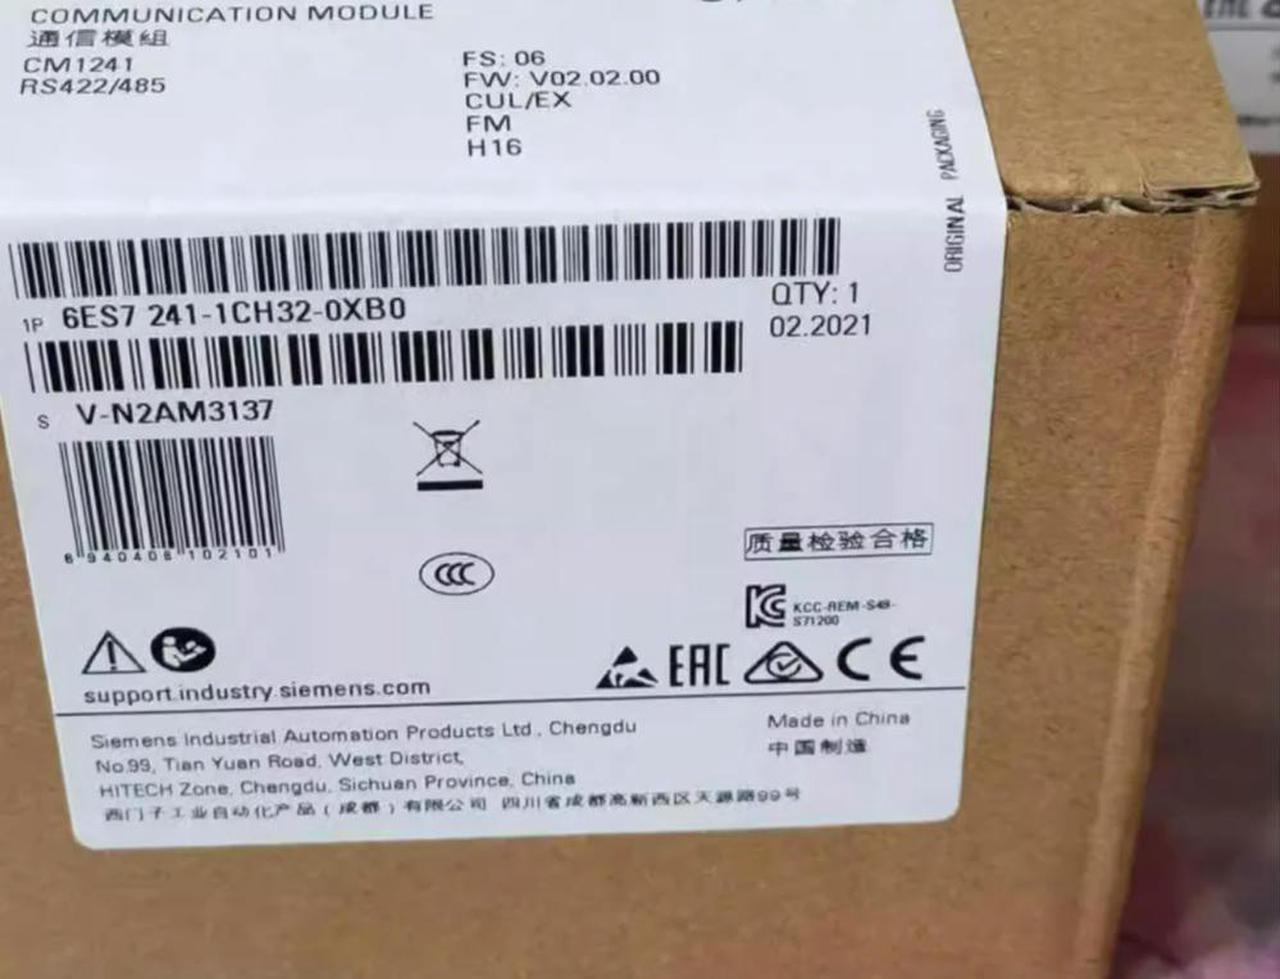 COMMUNICATION MODULE
通信模組
CM1241
RS422/485
FS: 06
FW: V02.02.00
CUL/EX
FM
H16
ORIGINAL PACKAGING
1P 6ES7 241-1CH32-0XB0
QTY: 1
02.2021
S V-N2AM3137
6 940408 102101
质量检验合格
KCC-REM-S49-
S71200
EAC
CE
support.industry.siemens.com
Siemens Industrial Automation Products Ltd., Chengdu
No.99, Tian Yuan Road, West District,
HITECH Zone, Chengdu, Sichuan Province, China
西门子工业自动化产品(成都)有限公司 四川省成都高新西区天源路99号
Made in China
中国制造